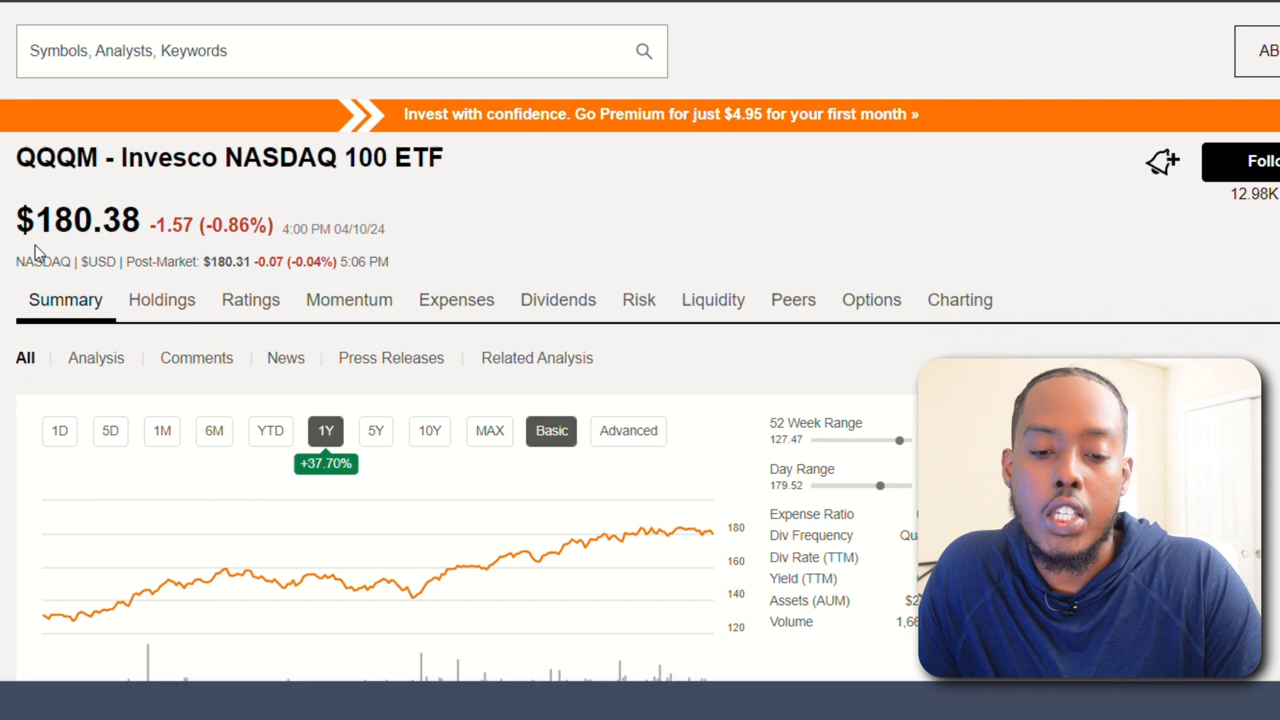 Symbols, Analysts, Keywords
AB
Invest with confidence. Go Premium for just $4.95 for your first month »
QQQM - Invesco NASDAQ 100 ETF
Follo
12.98K
$180.38 -1.57 (-0.86%) 4:00 PM 04/10/24
NASDAQ | $USD | Post-Market: $180.31 -0.07 (-0.04%) 5:06 PM
Summary Holdings Ratings Momentum Expenses Dividends Risk Liquidity Peers Options Charting
All Analysis Comments News Press Releases Related Analysis
1D 5D 1M 6M YTD 1Y 5Y 10Y MAX Basic Advanced
+37.70%
180
160
140
120
52 Week Range
127.47
Day Range
179.52
Expense Ratio
Div Frequency Qu
Div Rate (TTM)
Yield (TTM)
Assets (AUM) $2
Volume 1,66